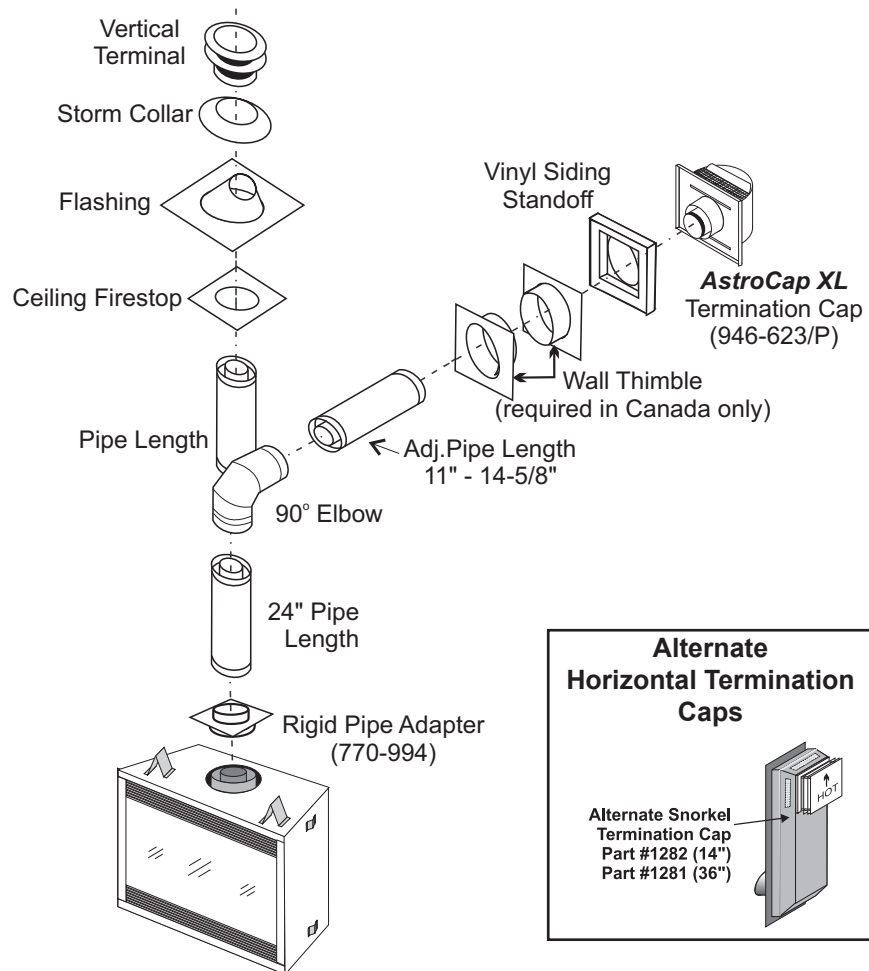 Vertical
Terminal
Storm Collar
Flashing
Ceiling Firestop
Pipe Length
Vinyl Siding
Standoff
AstroCap XL
Termination Cap
(946-623/P)
Wall Thimble
(required in Canada only)
Adj.Pipe Length
11" - 14-5/8"
90° Elbow
24" Pipe
Length
Rigid Pipe Adapter
(770-994)
Alternate
Horizontal Termination
Caps
HOT
Alternate Snorkel
Termination Cap
Part #1282 (14")
Part #1281 (36")